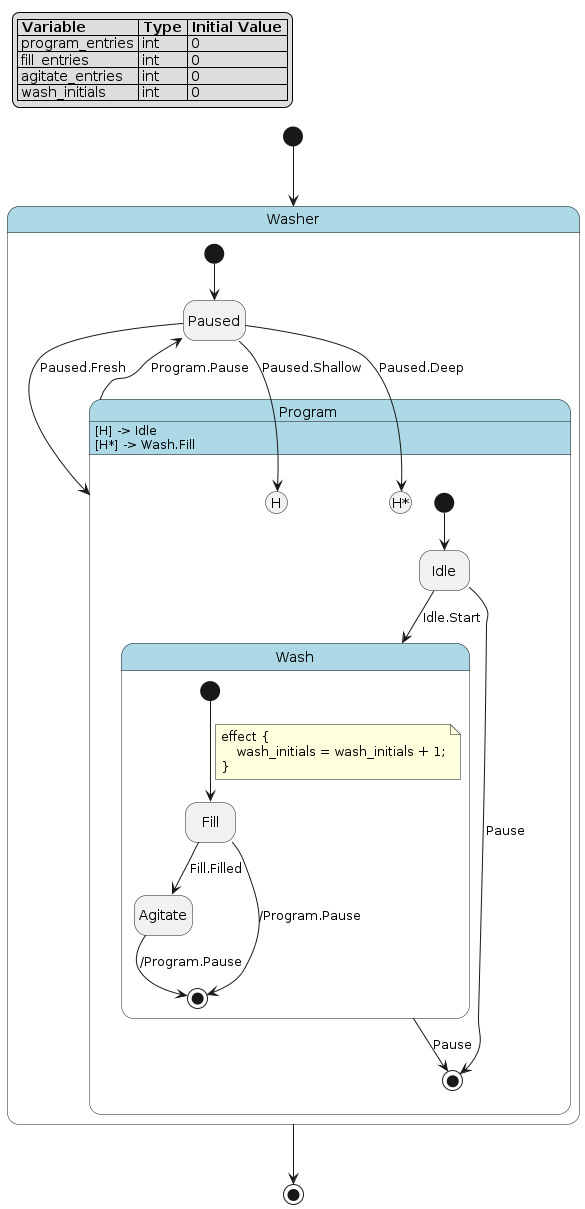 Variable Type Initial Value
program_entries int 0
fill_entries int 0
agitate_entries int 0
wash_initials int 0
Washer
Paused
Paused.Fresh
Program.Pause
Paused.Shallow
Paused.Deep
Program
[H] -> Idle
[H*] -> Wash.Fill
H
H*
Idle
Idle.Start
Wash
effect {
    wash_initials = wash_initials + 1;
}
Fill
Pause
Fill.Filled
Agitate
/Program.Pause
/Program.Pause
Pause